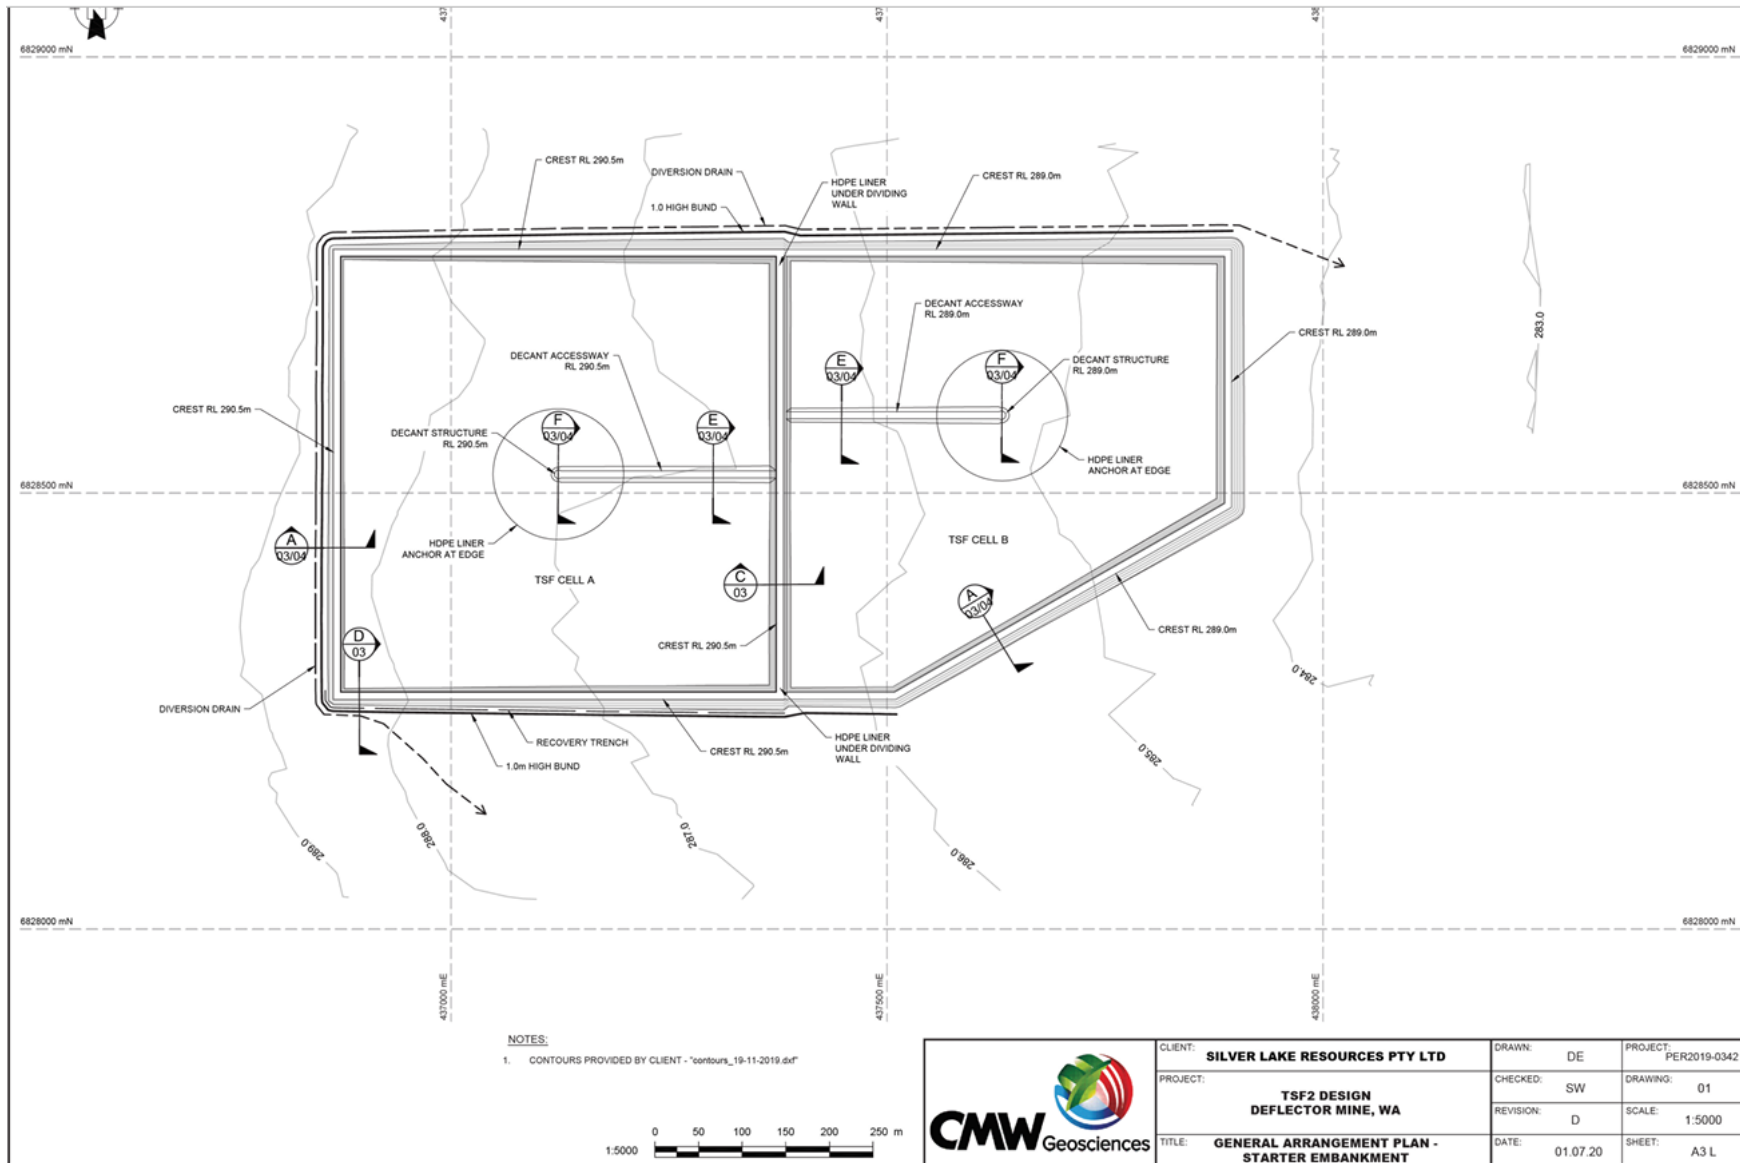 437
437
438
6829000 mN
6829000 mN
CREST RL 290.5m
DIVERSION DRAIN
HDPE LINER
UNDER DIVIDING
WALL
CREST RL 289.0m
1.0 HIGH BUND
DECANT ACCESSWAY
RL 289.0m
283.0
CREST RL 289.0m
DECANT ACCESSWAY
RL 290.5m
E
03/04
F
03/04
DECANT STRUCTURE
RL 289.0m
CREST RL 290.5m
DECANT STRUCTURE
RL 290.5m
F
03/04
E
03/04
HDPE LINER
ANCHOR AT EDGE
6828500 mN
6828500 mN
A
03/04
HDPE LINER
ANCHOR AT EDGE
TSF CELL B
TSF CELL A
C
03
A
03/04
D
03
CREST RL 290.5m
CREST RL 289.0m
284.0
DIVERSION DRAIN
RECOVERY TRENCH
CREST RL 290.5m
HDPE LINER
UNDER DIVIDING
WALL
1.0m HIGH BUND
285.0
289.0
288.0
287.0
286.0
6828000 mN
6828000 mN
437000 mE
437500 mE
438000 mE
NOTES:
1. CONTOURS PROVIDED BY CLIENT - "contours_19-11-2019.dxf"
1:5000
0 50 100 150 200 250 m
CMW Geosciences
CLIENT: SILVER LAKE RESOURCES PTY LTD
PROJECT:
TSF2 DESIGN
DEFLECTOR MINE, WA
TITLE: GENERAL ARRANGEMENT PLAN -
STARTER EMBANKMENT
DRAWN: DE
PROJECT: PER2019-0342
CHECKED: SW
DRAWING: 01
REVISION: D
SCALE: 1:5000
DATE: 01.07.20
SHEET: A3 L